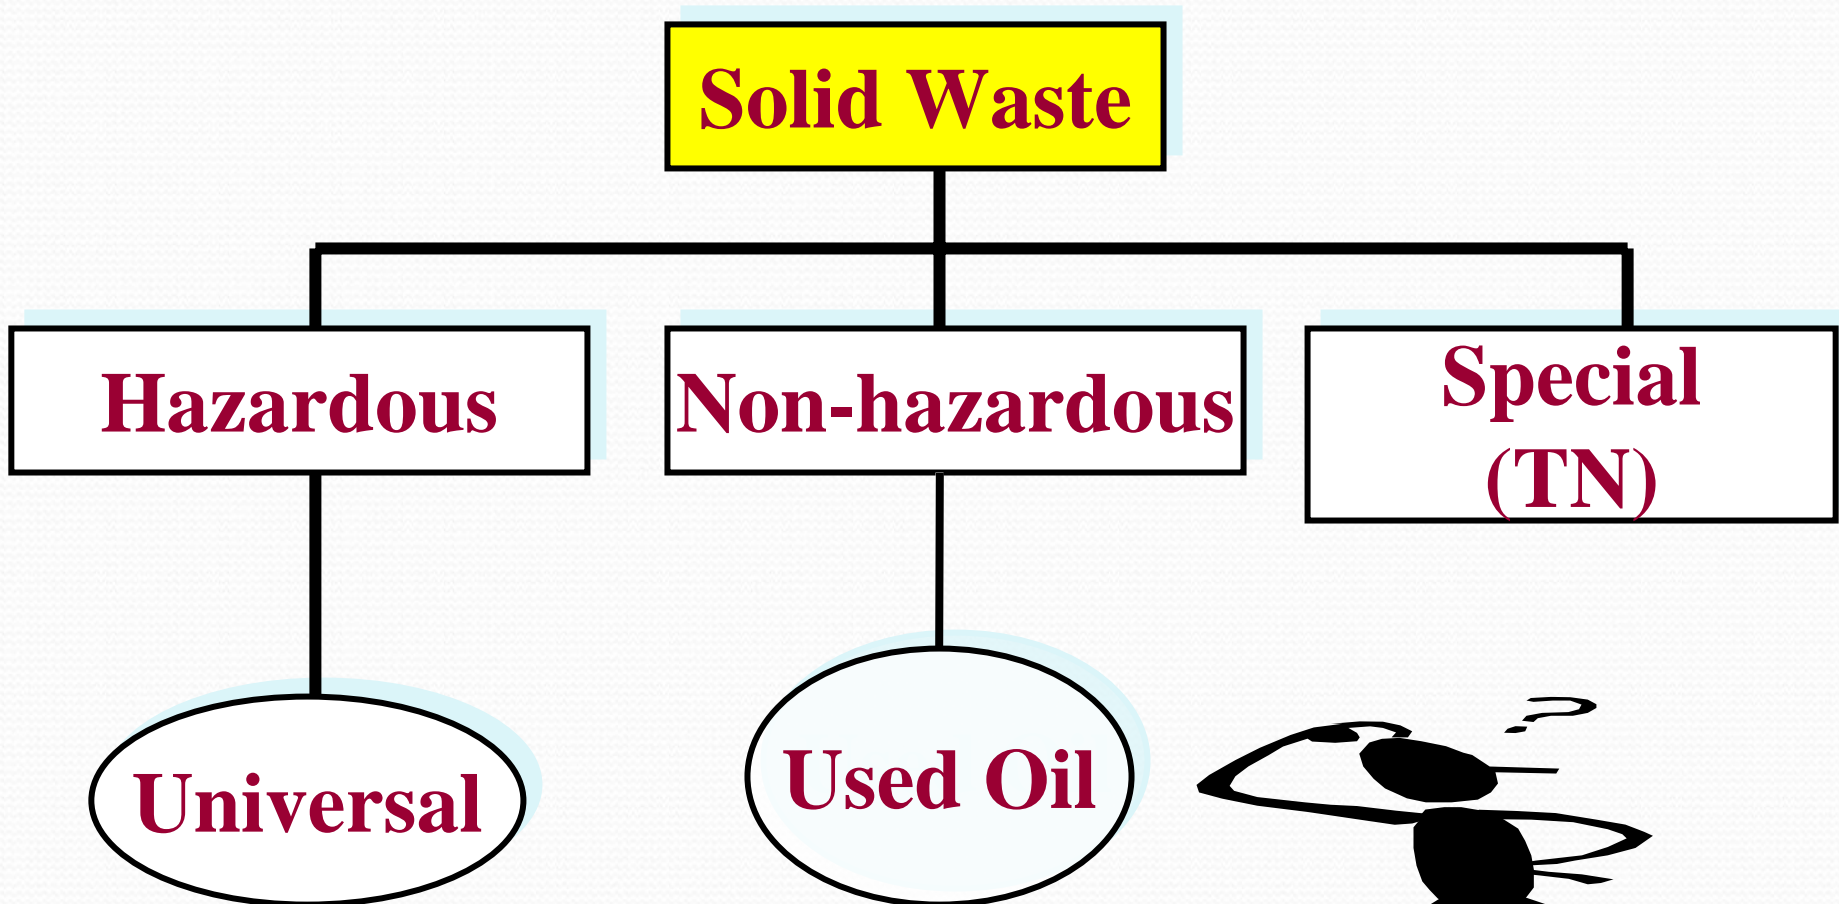 Solid Waste
Hazardous
Non-hazardous
Special
(TN)
Universal
Used Oil
?